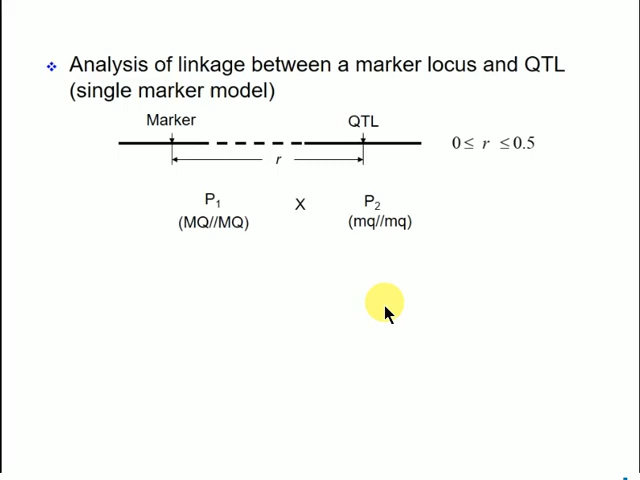 ❖ Analysis of linkage between a marker locus and QTL
(single marker model)
Marker QTL
r
0 ≤ r ≤ 0.5
P₁ X P₂
(MQ//MQ) (mq//mq)